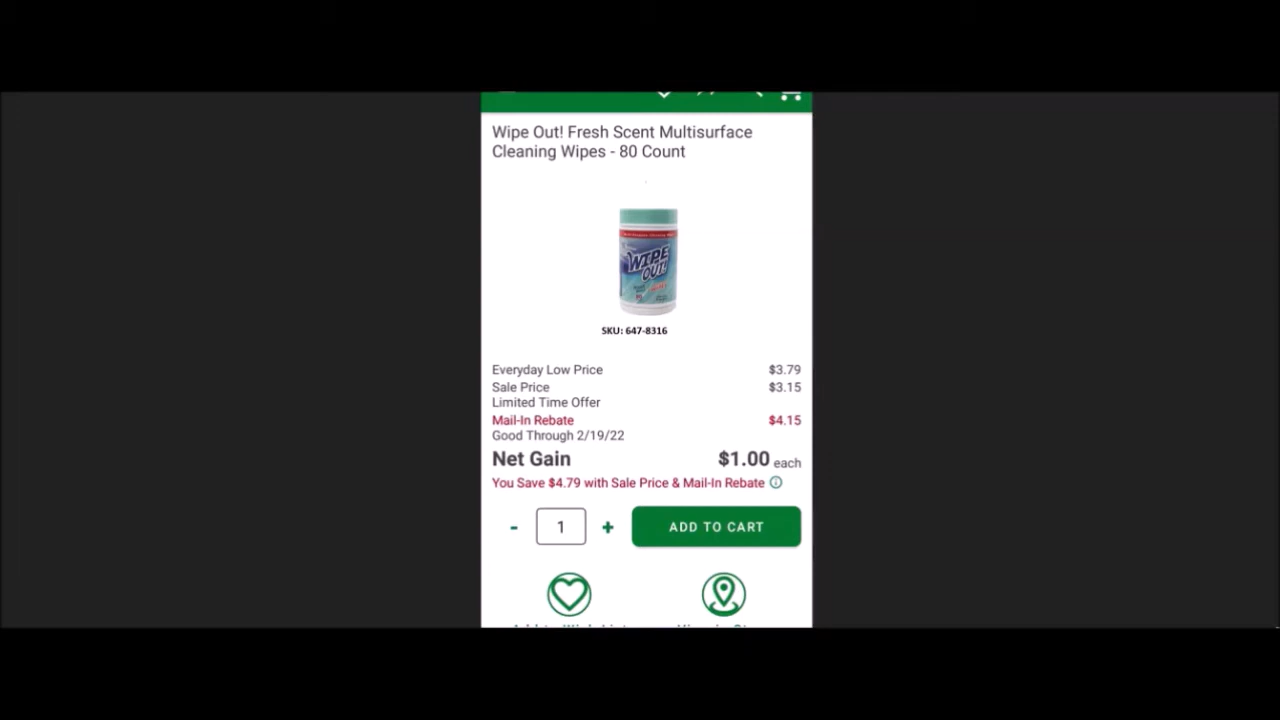 Wipe Out! Fresh Scent Multisurface
Cleaning Wipes - 80 Count
WIPE
OUT!
SKU: 647-8316
Everyday Low Price $3.79
Sale Price $3.15
Limited Time Offer
Mail-In Rebate $4.15
Good Through 2/19/22
Net Gain $1.00 each
You Save $4.79 with Sale Price & Mail-In Rebate
- 1 + ADD TO CART